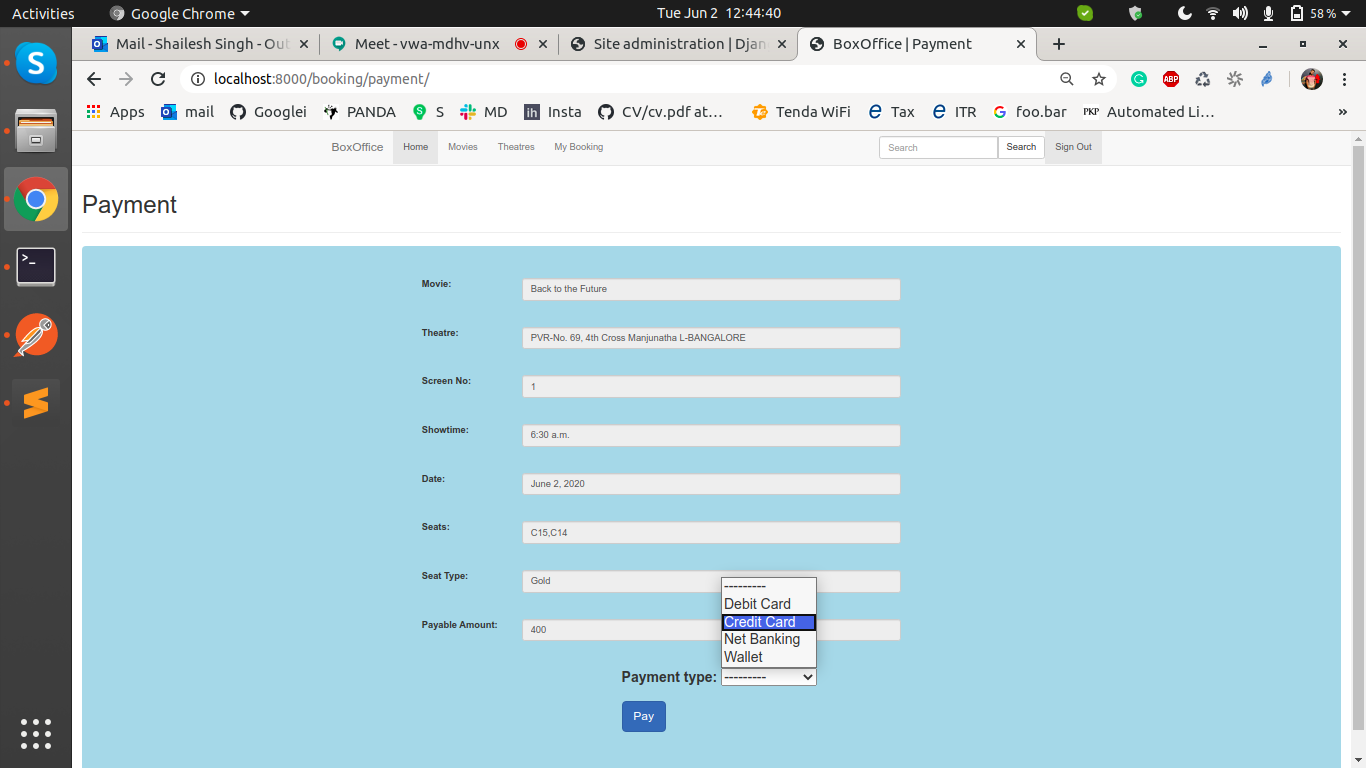 Activities Google Chrome Tue Jun 2 12:44:40 58 %
Mail - Shailesh Singh - Out Meet - vwa-mdhv-unx Site administration | Djan BoxOffice | Payment
localhost:8000/booking/payment/ ABP
Apps mail Googlei PANDA S MD ih Insta CV/cv.pdf at… Tenda WiFi Tax ITR foo.bar PKP Automated Li… »
BoxOffice Home Movies Theatres My Booking Search Search Sign Out
Payment
Movie: Back to the Future
Theatre: PVR-No. 69, 4th Cross Manjunatha L-BANGALORE
Screen No: 1
Showtime: 6:30 a.m.
Date: June 2, 2020
Seats: C15,C14
Seat Type: Gold
---------
Debit Card
Credit Card
Payable Amount: 400
Net Banking
Wallet
Payment type: ---------
Pay